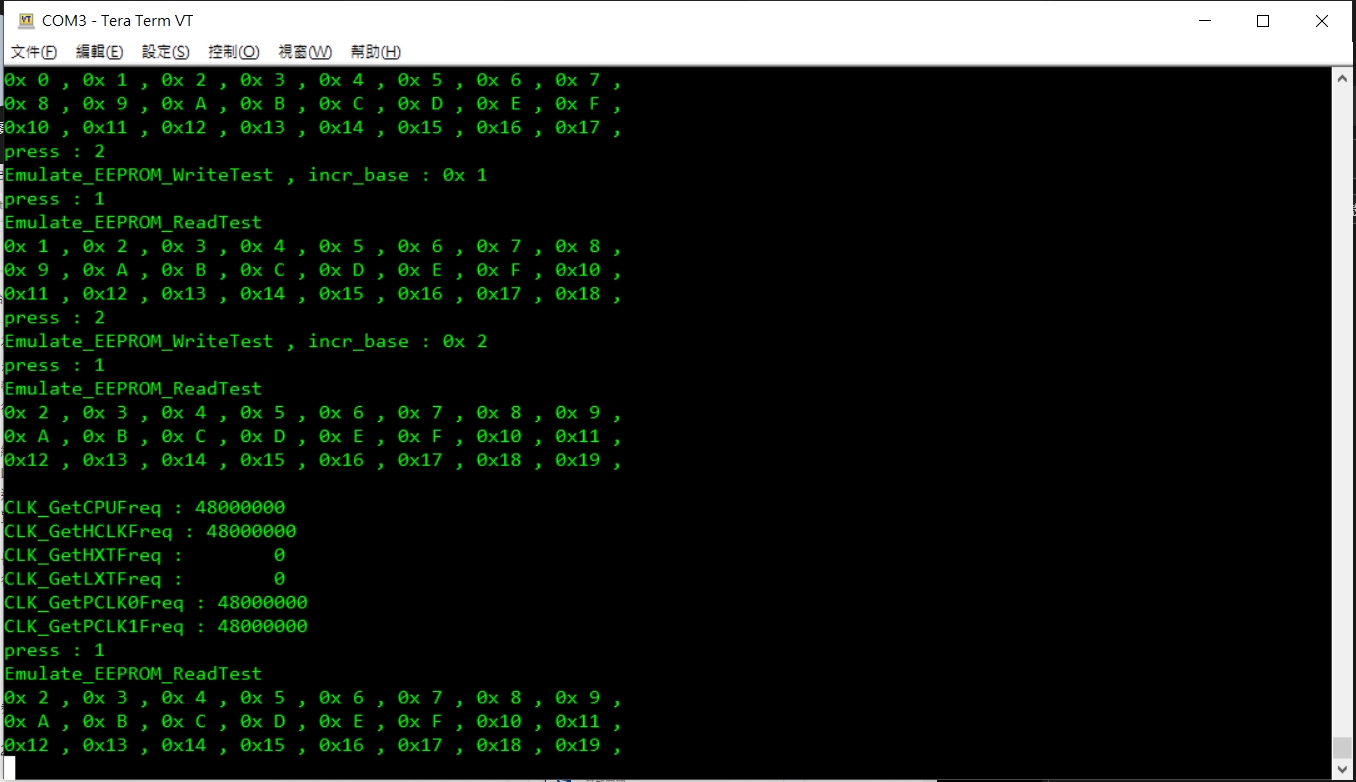 COM3 - Tera Term VT
文件(F) 編輯(E) 設定(S) 控制(O) 視窗(W) 幫助(H)
0x 0 , 0x 1 , 0x 2 , 0x 3 , 0x 4 , 0x 5 , 0x 6 , 0x 7 ,
0x 8 , 0x 9 , 0x A , 0x B , 0x C , 0x D , 0x E , 0x F ,
0x10 , 0x11 , 0x12 , 0x13 , 0x14 , 0x15 , 0x16 , 0x17 ,
press : 2
Emulate_EEPROM_WriteTest , incr_base : 0x 1
press : 1
Emulate_EEPROM_ReadTest
0x 1 , 0x 2 , 0x 3 , 0x 4 , 0x 5 , 0x 6 , 0x 7 , 0x 8 ,
0x 9 , 0x A , 0x B , 0x C , 0x D , 0x E , 0x F , 0x10 ,
0x11 , 0x12 , 0x13 , 0x14 , 0x15 , 0x16 , 0x17 , 0x18 ,
press : 2
Emulate_EEPROM_WriteTest , incr_base : 0x 2
press : 1
Emulate_EEPROM_ReadTest
0x 2 , 0x 3 , 0x 4 , 0x 5 , 0x 6 , 0x 7 , 0x 8 , 0x 9 ,
0x A , 0x B , 0x C , 0x D , 0x E , 0x F , 0x10 , 0x11 ,
0x12 , 0x13 , 0x14 , 0x15 , 0x16 , 0x17 , 0x18 , 0x19 ,
CLK_GetCPUFreq : 48000000
CLK_GetHCLKFreq : 48000000
CLK_GetHXTFreq :        0
CLK_GetLXTFreq :        0
CLK_GetPCLK0Freq : 48000000
CLK_GetPCLK1Freq : 48000000
press : 1
Emulate_EEPROM_ReadTest
0x 2 , 0x 3 , 0x 4 , 0x 5 , 0x 6 , 0x 7 , 0x 8 , 0x 9 ,
0x A , 0x B , 0x C , 0x D , 0x E , 0x F , 0x10 , 0x11 ,
0x12 , 0x13 , 0x14 , 0x15 , 0x16 , 0x17 , 0x18 , 0x19 ,